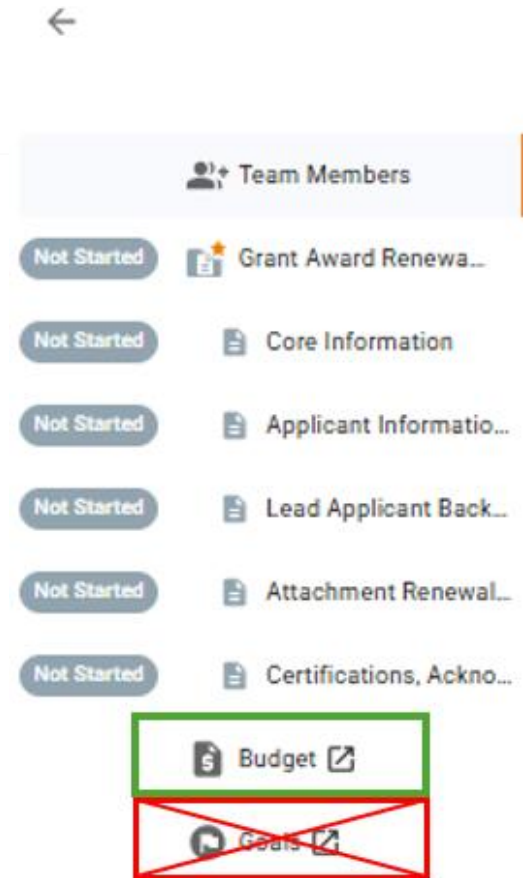 Team Members
Not Started Grant Award Renewa...
Not Started Core Information
Not Started Applicant Informatio...
Not Started Lead Applicant Back...
Not Started Attachment Renewal...
Not Started Certifications, Ackno...
Budget
Goals